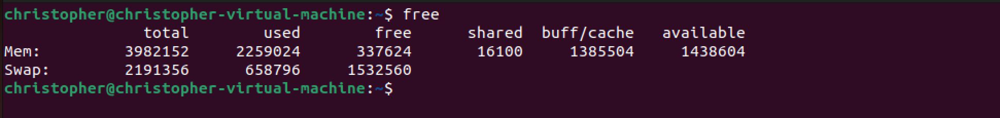 christopher@christopher-virtual-machine:~$ free
               total        used        free      shared  buff/cache   available
Mem:         3982152     2259024      337624       16100     1385504     1438604
Swap:        2191356      658796     1532560
christopher@christopher-virtual-machine:~$